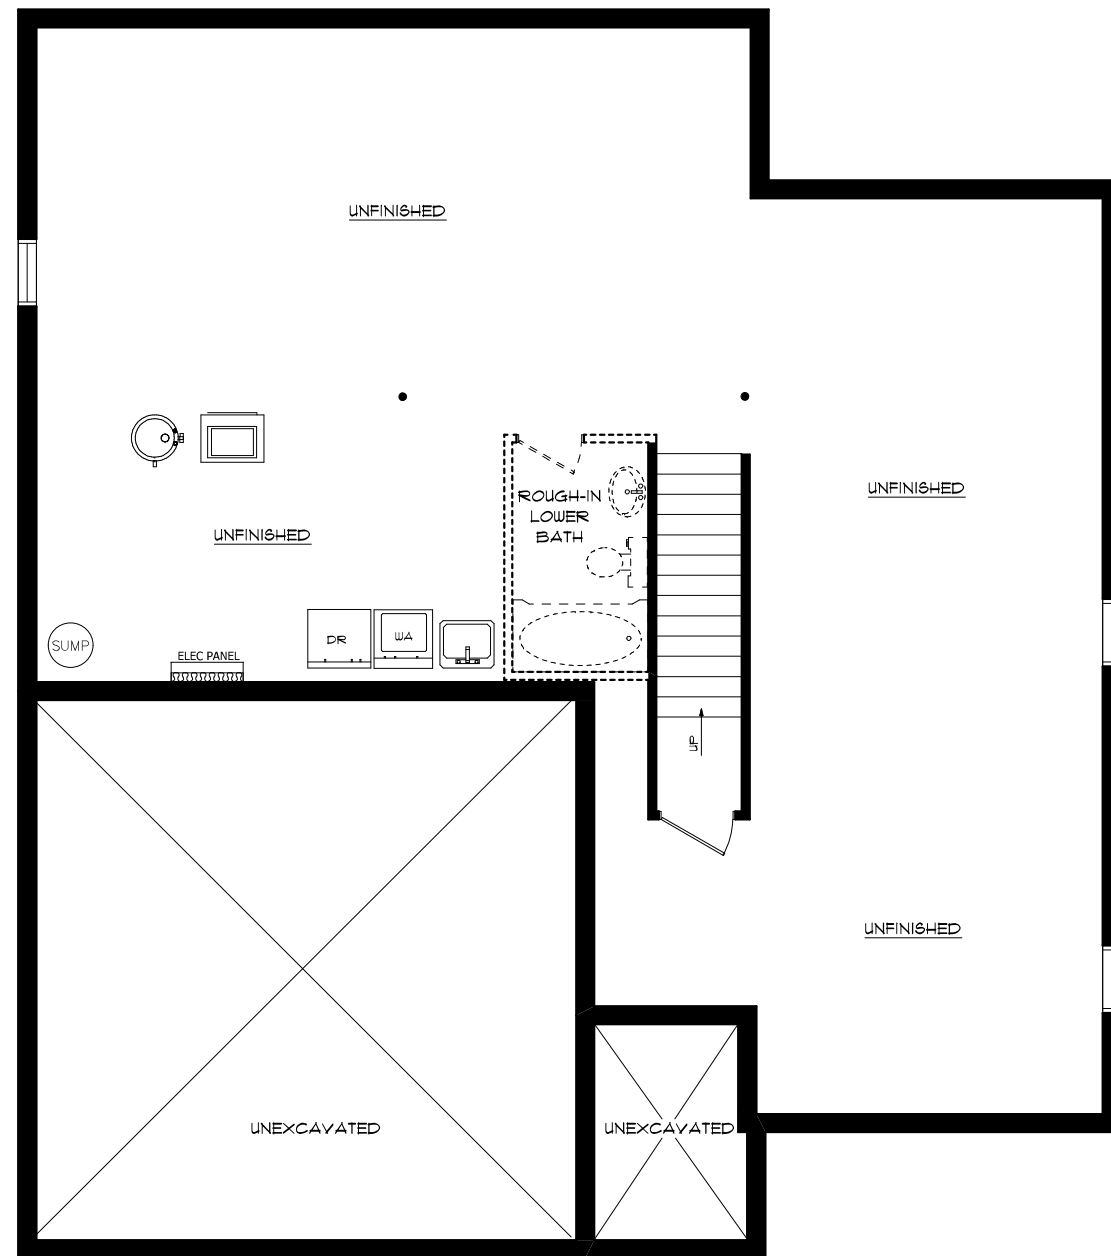 UNFINISHED
UNFINISHED
ROUGH-IN
LOWER
BATH
UNFINISHED
DR
WA
SUMP
ELEC PANEL
UP
UNFINISHED
UNEXCAVATED
UNEXCAVATED